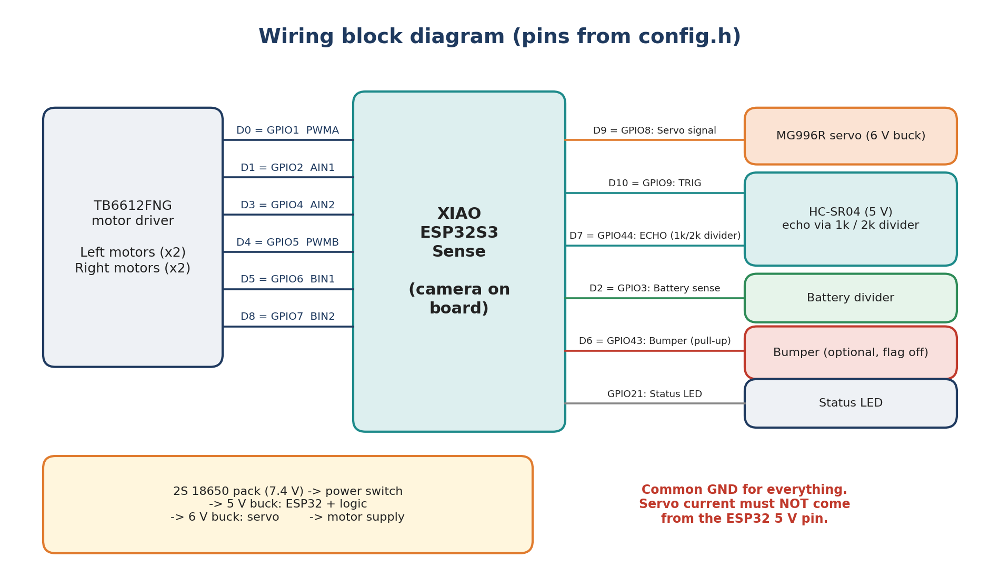 Wiring block diagram (pins from config.h)
TB6612FNG
motor driver
Left motors (x2)
Right motors (x2)
D0 = GPIO1  PWMA
D1 = GPIO2  AIN1
D3 = GPIO4  AIN2
D4 = GPIO5  PWMB
D5 = GPIO6  BIN1
D8 = GPIO7  BIN2
XIAO
ESP32S3
Sense
(camera on
board)
D9 = GPIO8: Servo signal
D10 = GPIO9: TRIG
D7 = GPIO44: ECHO (1k/2k divider)
D2 = GPIO3: Battery sense
D6 = GPIO43: Bumper (pull-up)
GPIO21: Status LED
MG996R servo (6 V buck)
HC-SR04 (5 V)
echo via 1k / 2k divider
Battery divider
Bumper (optional, flag off)
Status LED
2S 18650 pack (7.4 V) -> power switch
-> 5 V buck: ESP32 + logic
-> 6 V buck: servo        -> motor supply
Common GND for everything.
Servo current must NOT come
from the ESP32 5 V pin.